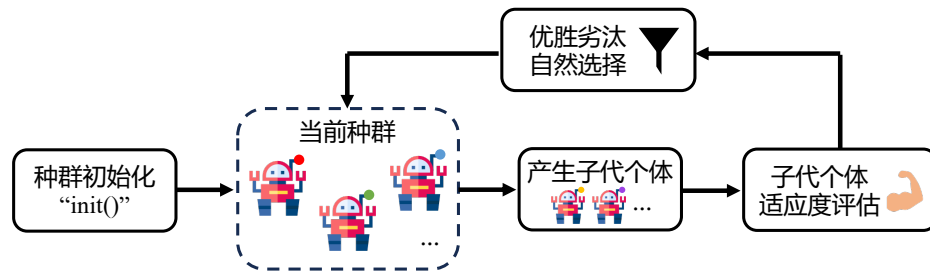 优胜劣汰
自然选择
当前种群
种群初始化
“init()”
...
产生子代个体
...
子代个体
适应度评估